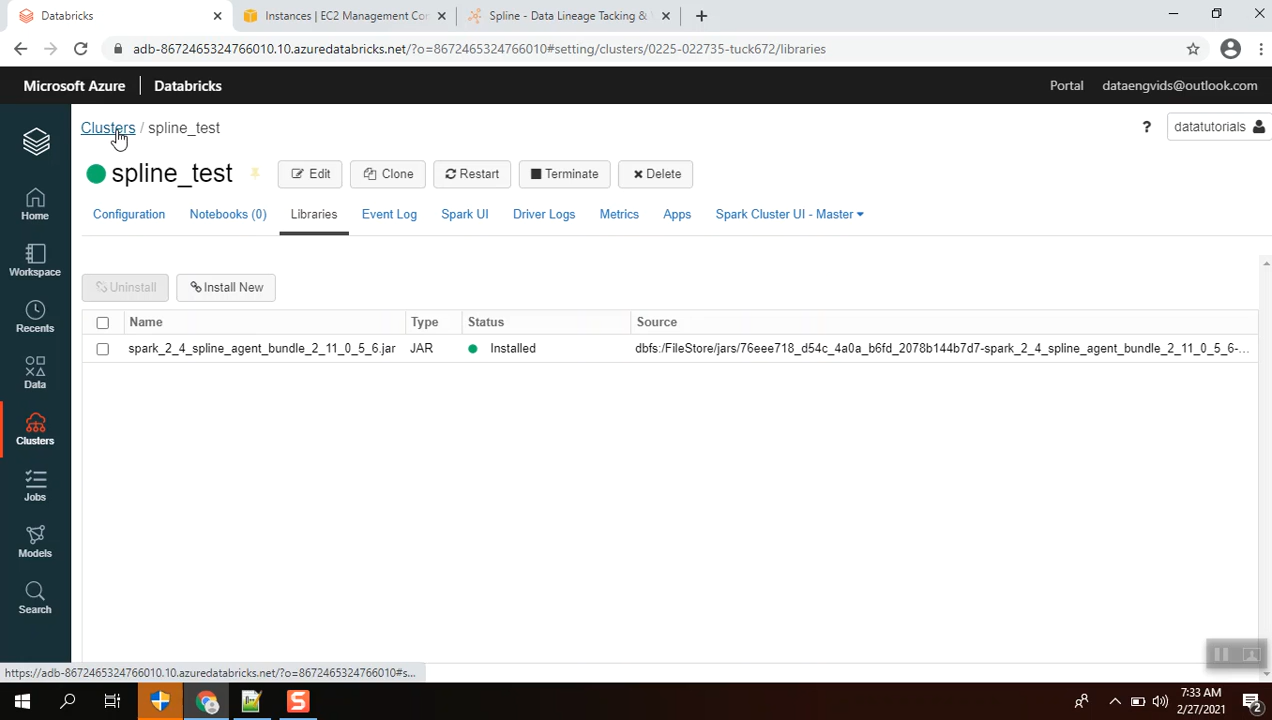 Databricks
Instances | EC2 Management Con
Spline - Data Lineage Tacking &
adb-8672465324766010.10.azuredatabricks.net/?o=8672465324766010#setting/clusters/0225-022735-tuck672/libraries
Microsoft Azure Databricks Portal dataengvids@outlook.com
Clusters / spline_test ? datatutorials
spline_test Edit Clone Restart Terminate Delete
Configuration Notebooks (0) Libraries Event Log Spark UI Driver Logs Metrics Apps Spark Cluster UI - Master
Uninstall Install New
Name Type Status Source
spark_2_4_spline_agent_bundle_2_11_0_5_6.jar JAR Installed dbfs:/FileStore/jars/76eee718_d54c_4a0a_b6fd_2078b144b7d7-spark_2_4_spline_agent_bundle_2_11_0_5_6-...
Home
Workspace
Recents
Data
Clusters
Jobs
Models
Search
https://adb-8672465324766010.10.azuredatabricks.net/?o=8672465324766010#s...
S
7:33 AM
2/27/2021
2